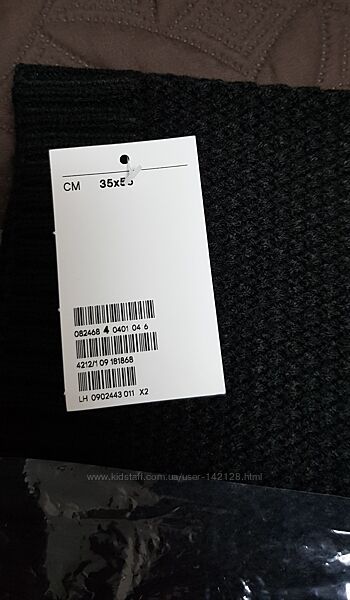 CM 35x
082468 4 0401 04 6
4212/1 09 181868
LH 0902443 011 X2
www.kidstaff.com.ua/user-142128.html